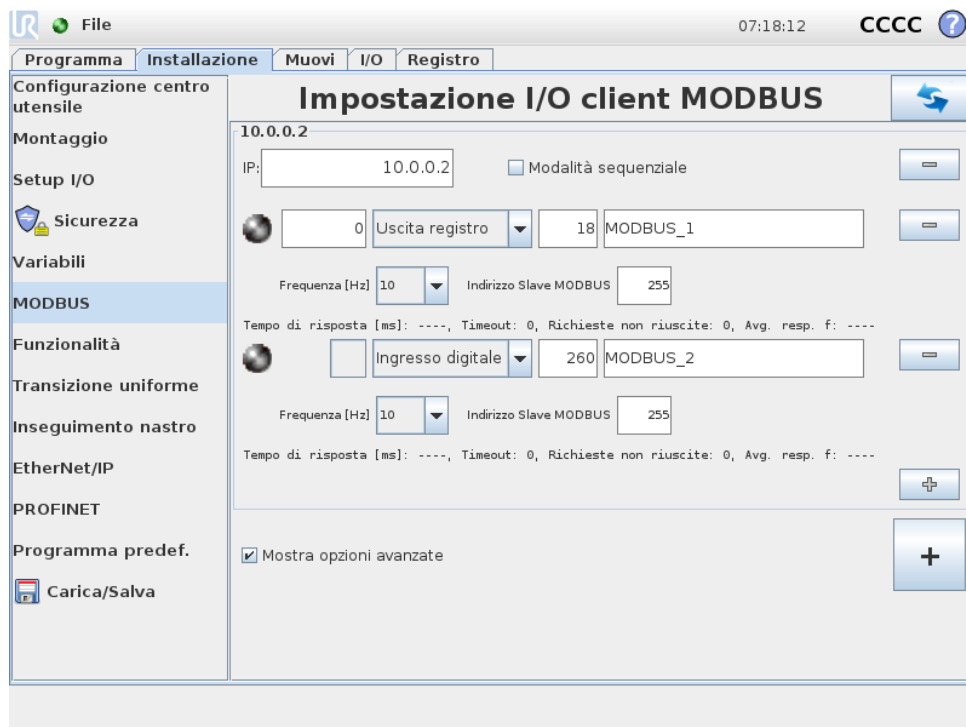 UR File 07:18:12 CCCC ?
Programma Installazione Muovi I/O Registro
Configurazione centro
utensile
Montaggio
Setup I/O
Sicurezza
Variabili
MODBUS
Funzionalità
Transizione uniforme
Inseguimento nastro
EtherNet/IP
PROFINET
Programma predef.
Carica/Salva
Impostazione I/O client MODBUS
10.0.0.2
IP: 10.0.0.2 Modalità sequenziale
0 Uscita registro 18 MODBUS_1
Frequenza [Hz] 10 Indirizzo Slave MODBUS 255
Tempo di risposta [ms]: ----, Timeout: 0, Richieste non riuscite: 0, Avg. resp. f: ----
Ingresso digitale 260 MODBUS_2
Frequenza [Hz] 10 Indirizzo Slave MODBUS 255
Tempo di risposta [ms]: ----, Timeout: 0, Richieste non riuscite: 0, Avg. resp. f: ----
Mostra opzioni avanzate